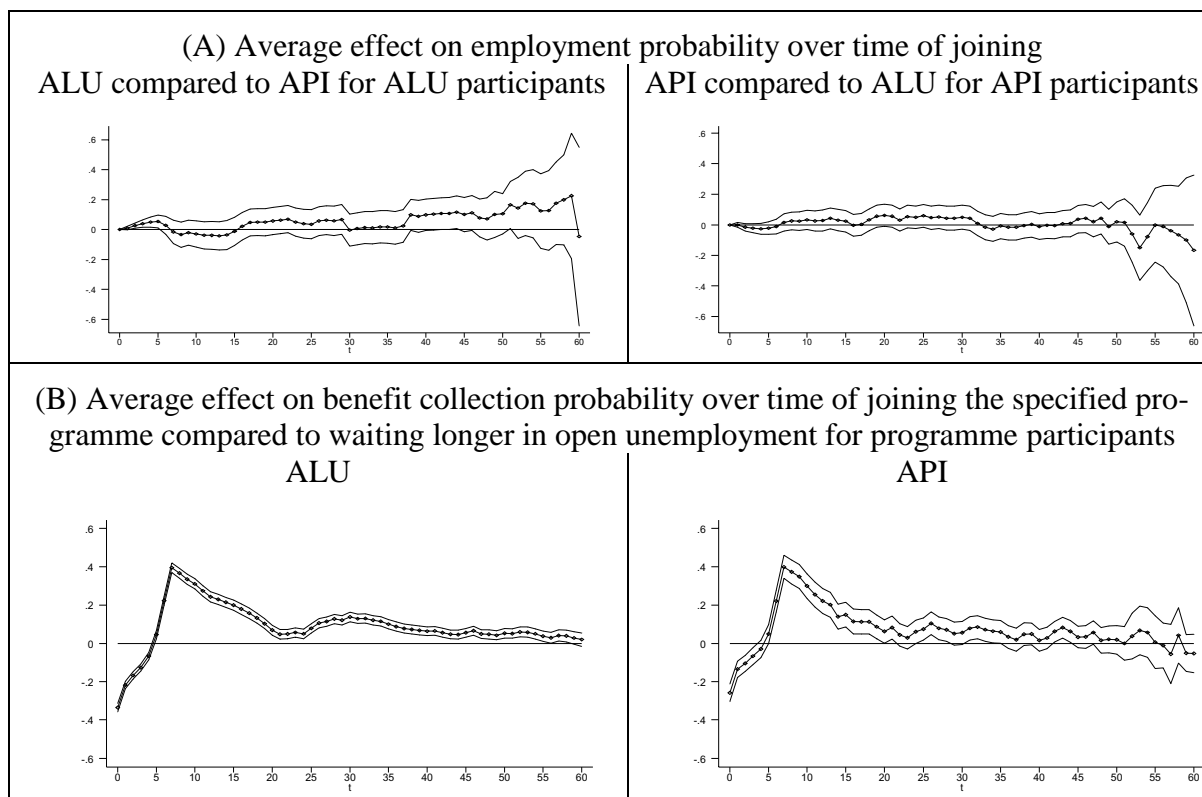 (A) Average effect on employment probability over time of joining
ALU compared to API for ALU participants
API compared to ALU for API participants
.6
.4
.2
0
-.2
-.4
-.6
0 5 10 15 20 25 30 35 40 45 50 55 60
t
.6
.4
.2
0
-.2
-.4
-.6
0 5 10 15 20 25 30 35 40 45 50 55 60
t
(B) Average effect on benefit collection probability over time of joining the specified pro-
gramme compared to waiting longer in open unemployment for programme participants
ALU
API
.6
.4
.2
0
-.2
-.4
-.6
0 5 10 15 20 25 30 35 40 45 50 55 60
t
.6
.4
.2
0
-.2
-.4
-.6
0 5 10 15 20 25 30 35 40 45 50 55 60
t